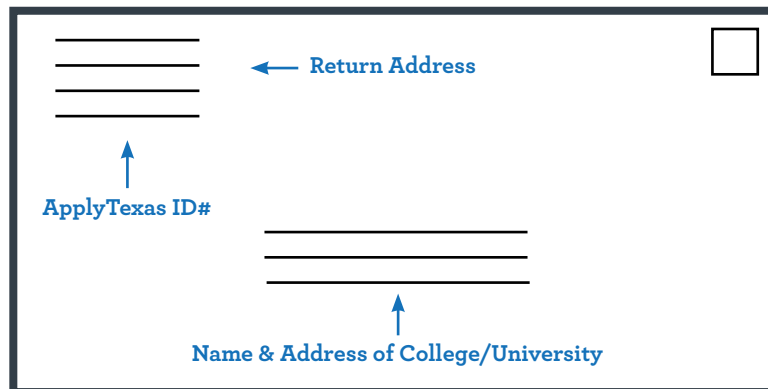 Return Address
ApplyTexas ID#
Name & Address of College/University